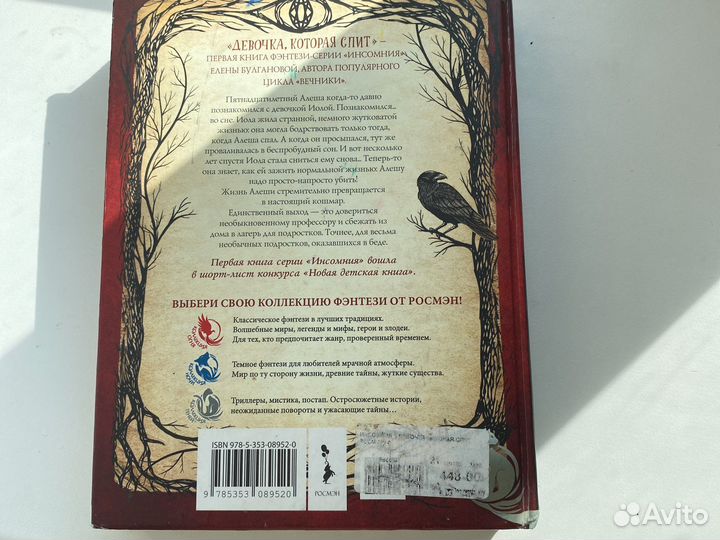 «ДЕВОЧКА, КОТОРАЯ СПИТ» –
ПЕРВАЯ КНИГА ФЭНТЕЗИ-СЕРИИ «ИНСОМНИЯ»
ЕЛЕНЫ БУЛГАНОВОЙ, АВТОРА ПОПУЛЯРНОГО
ЦИКЛА «ВЕЧНИКИ».
Пятнадцатилетний Алеша когда-то давно
познакомился с девочкой Иолой. Познакомился...
во сне. Иола жила странной, немного жутковатой
жизнью: она могла бодрствовать только тогда,
когда Алеша спал. А когда он просыпался, тут же
проваливалась в беспробудный сон. И вот несколько
лет спустя Иола стала сниться ему снова... Теперь-то
она знает, как ей зажить нормальной жизнью: Алешу
надо просто-напросто убить!
Жизнь Алеши стремительно превращается
в настоящий кошмар.
Единственный выход — это довериться
необыкновенному профессору и сбежать из
дома в лагерь для подростков. Точнее, для весьма
необычных подростков, оказавшихся в беде.
Первая книга серии «Инсомния» вошла
в шорт-лист конкурса «Новая детская книга».
ВЫБЕРИ СВОЮ КОЛЛЕКЦИЮ ФЭНТЕЗИ ОТ РОСМЭН!
Классическое фэнтези в лучших традициях.
Волшебные миры, легенды и мифы, герои и злодеи.
Для тех, кто предпочитает жанр, проверенный временем.
Темное фэнтези для любителей мрачной атмосферы.
Мир по ту сторону жизни, древние тайны, жуткие существа.
Триллеры, мистика, постап. Остросюжетные истории,
неожиданные повороты и ужасающие тайны...
ISBN 978-5-353-08952-0
9 785353 089520
РОСМЭН
Россия
448-00
Avito